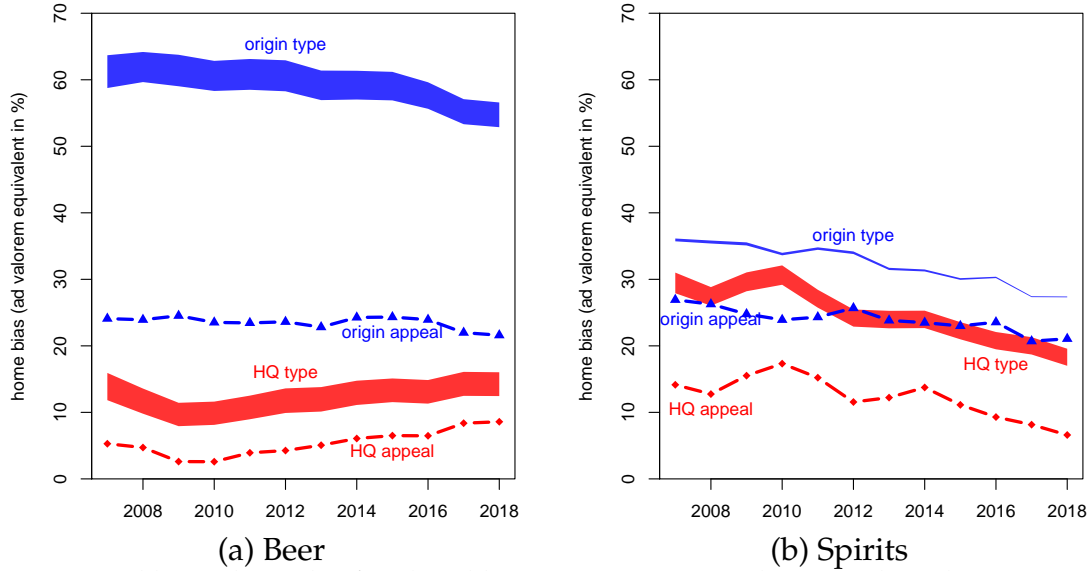 home bias (ad valorem equivalent in %)
70
60
50
40
30
20
10
0
origin type
origin appeal
HQ type
HQ appeal
2008 2010 2012 2014 2016 2018
(a) Beer
home bias (ad valorem equivalent in %)
70
60
50
40
30
20
10
0
origin type
origin appeal
HQ type
HQ appeal
2008 2010 2012 2014 2016 2018
(b) Spirits